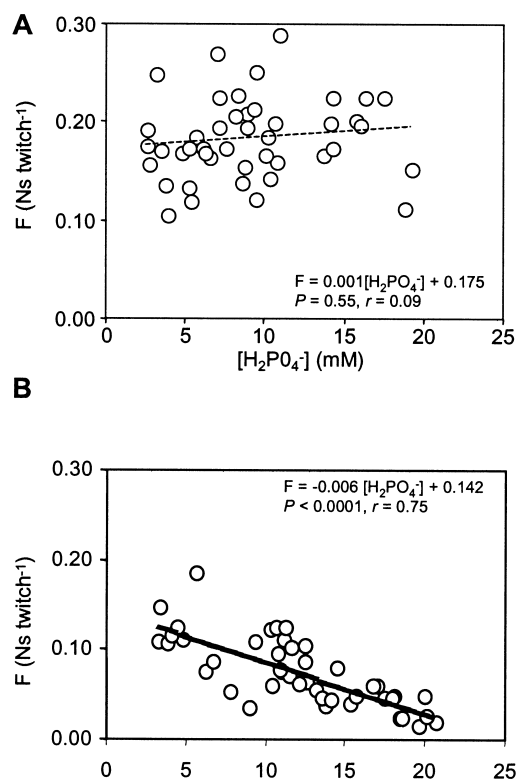 A
0.30
0.20
0.10
0.00
F (Ns twitch⁻¹)
F = 0.001[H₂PO₄⁻] + 0.175
P = 0.55, r = 0.09
0 5 10 15 20 25
[H₂P0₄⁻] (mM)
B
0.30
0.20
0.10
0.00
F (Ns twitch⁻¹)
F = -0.006 [H₂PO₄⁻] + 0.142
P < 0.0001, r = 0.75
0 5 10 15 20 25